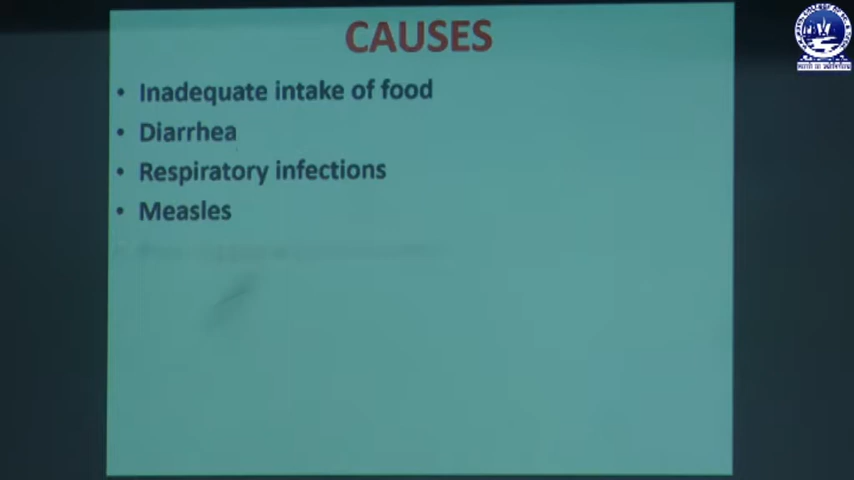 CAUSES
• Inadequate intake of food
• Diarrhea
• Respiratory infections
• Measles